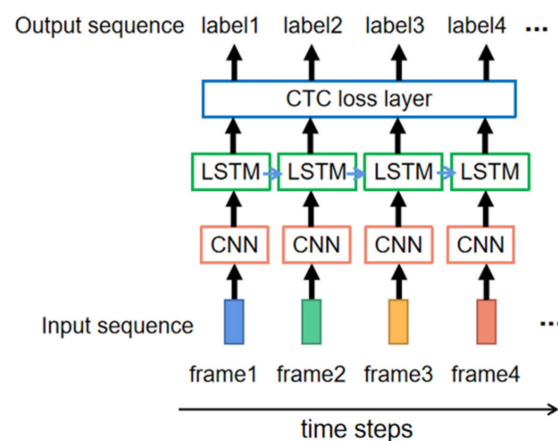 Output sequence label1 label2 label3 label4 ...
CTC loss layer
LSTM LSTM LSTM LSTM
CNN CNN CNN CNN
Input sequence ...
frame1 frame2 frame3 frame4
time steps